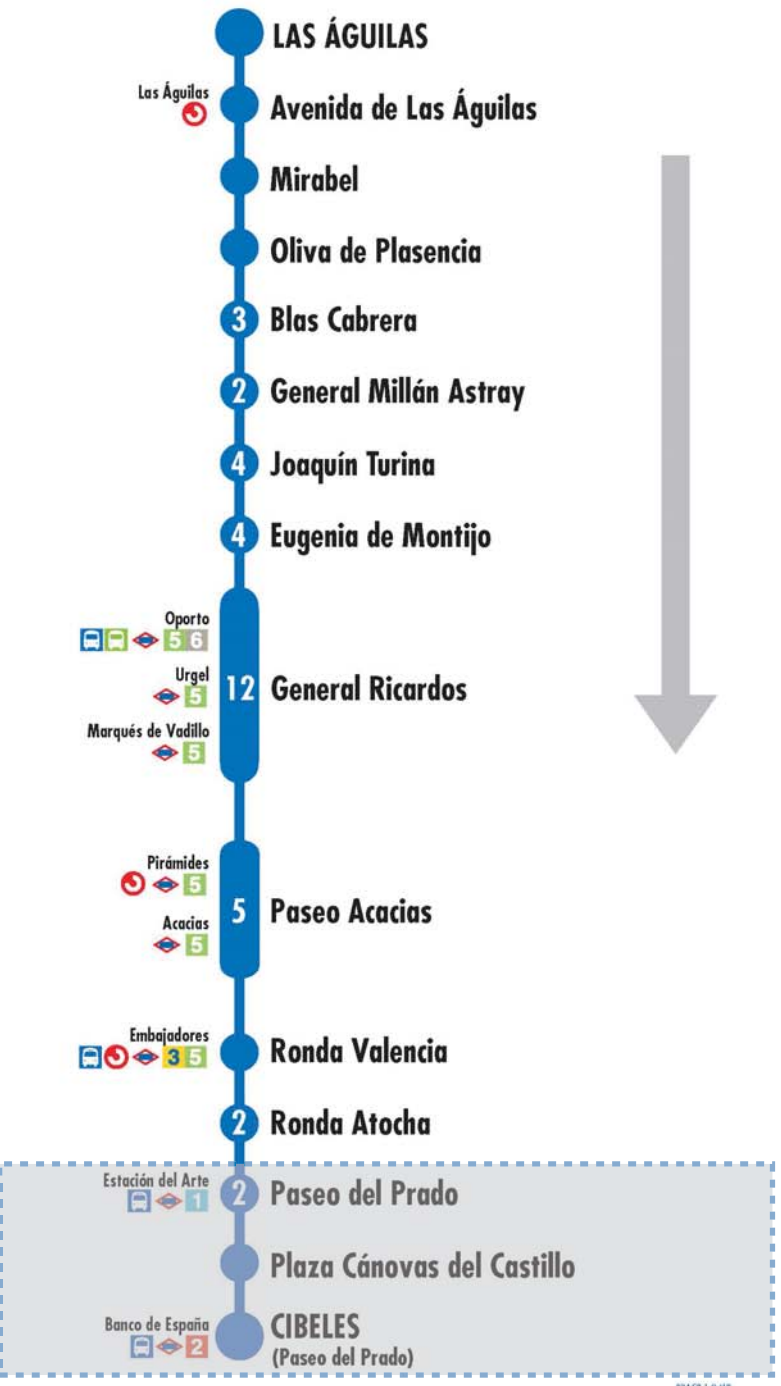 LAS ÁGUILAS
Las Águilas
Avenida de Las Águilas
Mirabel
Oliva de Plasencia
3 Blas Cabrera
2 General Millán Astray
4 Joaquín Turina
4 Eugenia de Montijo
Oporto
5 6
Urgel
5
12 General Ricardos
Marqués de Vadillo
5
Pirámides
5
5 Paseo Acacias
Acacias
5
Embajadores
3 5
Ronda Valencia
2 Ronda Atocha
Estación del Arte
1
2 Paseo del Prado
Plaza Cánovas del Castillo
Banco de España
2
CIBELES
(Paseo del Prado)